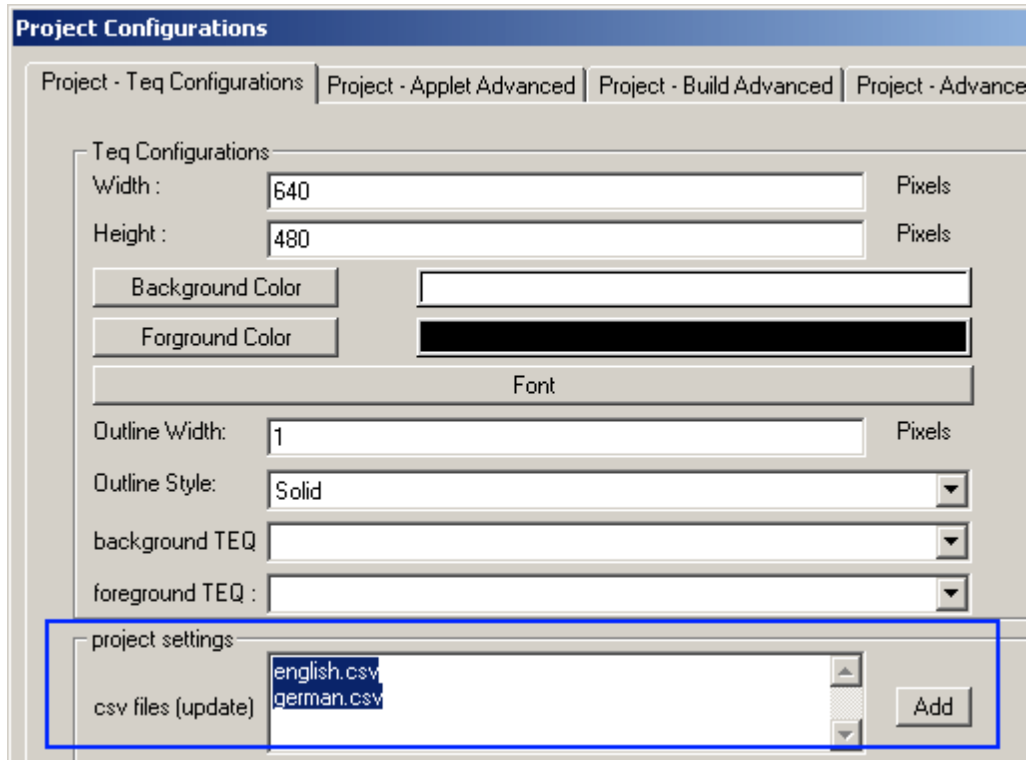 Project Configurations
Project - Teq Configurations
Project - Applet Advanced
Project - Build Advanced
Project - Advance
Teq Configurations
Width : 640 Pixels
Height : 480 Pixels
Background Color
Forground Color
Font
Outline Width: 1 Pixels
Outline Style: Solid
background TEQ
foreground TEQ :
project settings
english.csv
german.csv
csv files (update)
Add